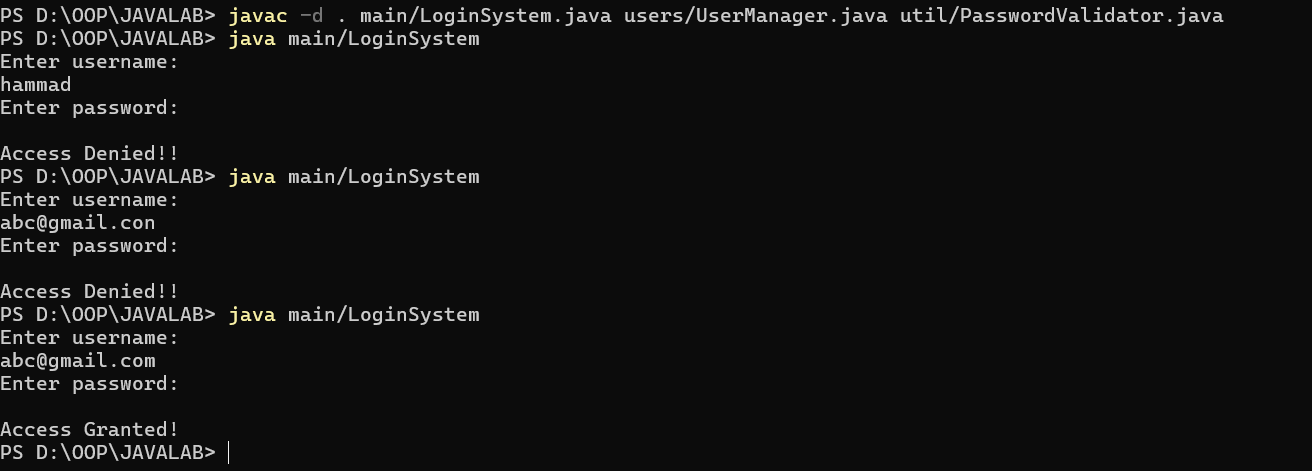 PS D:\OOP\JAVALAB> javac -d . main/LoginSystem.java users/UserManager.java util/PasswordValidator.java
PS D:\OOP\JAVALAB> java main/LoginSystem
Enter username:
hammad
Enter password:
Access Denied!!
PS D:\OOP\JAVALAB> java main/LoginSystem
Enter username:
abc@gmail.con
Enter password:
Access Denied!!
PS D:\OOP\JAVALAB> java main/LoginSystem
Enter username:
abc@gmail.com
Enter password:
Access Granted!
PS D:\OOP\JAVALAB>